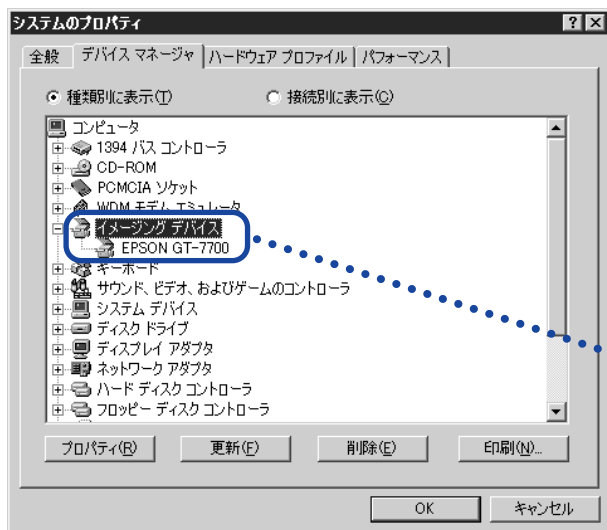 システムのプロパティ
全般 デバイス マネージャ ハードウェア プロファイル パフォーマンス
種類別に表示(T) 接続別に表示(C)
コンピュータ
1394 バス コントローラ
CD-ROM
PCMCIA ソケット
WDM モデム エミュレータ
イメージング デバイス
EPSON GT-7700
キーボード
サウンド、ビデオ、およびゲームのコントローラ
システム デバイス
ディスク ドライブ
ディスプレイ アダプタ
ネットワーク アダプタ
ハード ディスク コントローラ
フロッピー ディスク コントローラ
プロパティ(R) 更新(F) 削除(E) 印刷(N)...
OK キャンセル